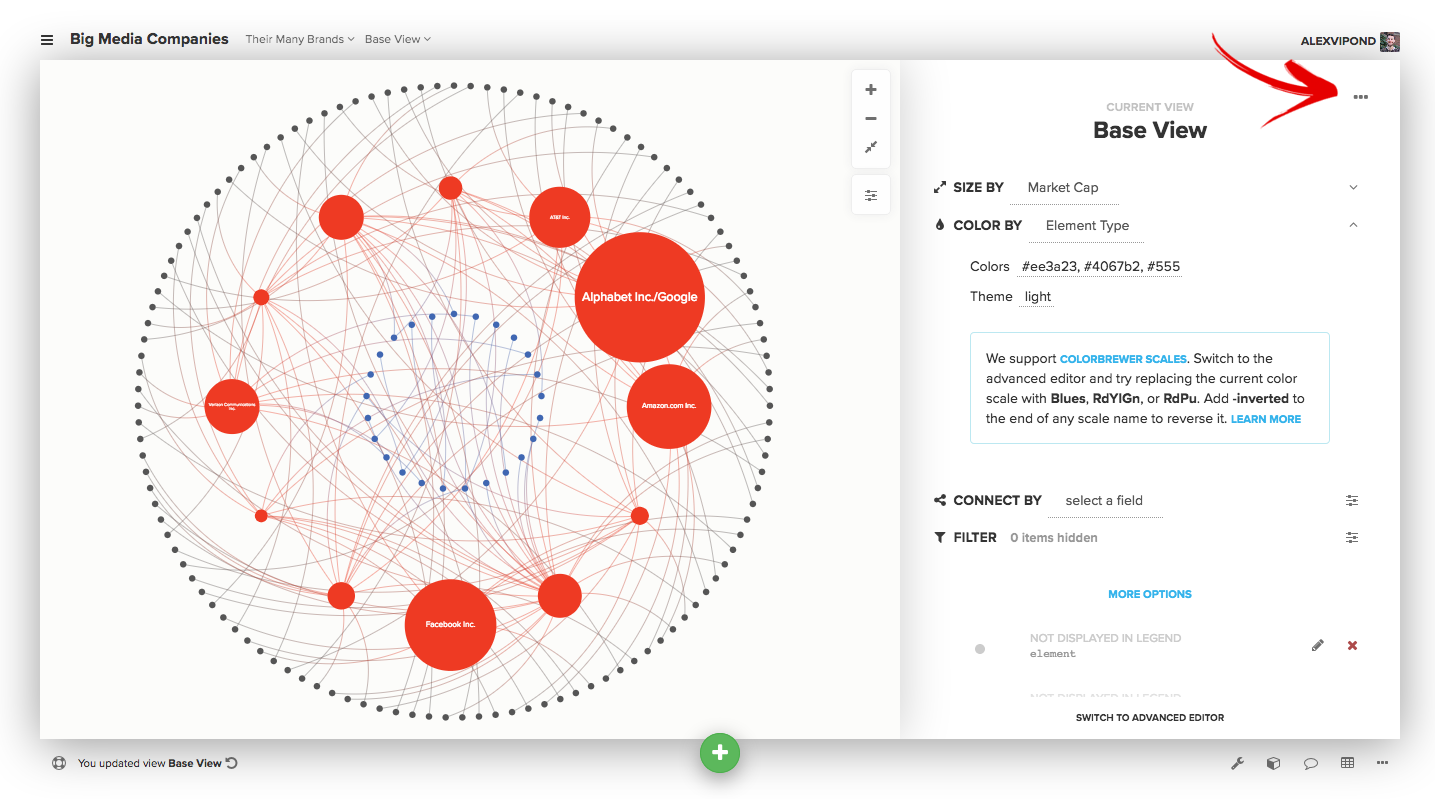 Big Media Companies Their Many Brands Base View
ALEXVIPOND
CURRENT VIEW
Base View
SIZE BY Market Cap
COLOR BY Element Type
Colors #ee3a23, #4067b2, #555
Theme light
We support COLORBREWER SCALES. Switch to the
advanced editor and try replacing the current color
scale with Blues, RdYlGn, or RdPu. Add -inverted to
the end of any scale name to reverse it. LEARN MORE
CONNECT BY select a field
FILTER 0 items hidden
MORE OPTIONS
NOT DISPLAYED IN LEGEND
element
NOT DISPLAYED IN LEGEND
SWITCH TO ADVANCED EDITOR
AT&T Inc.
Alphabet Inc./Google
Amazon.com Inc.
Verizon Communications
Inc.
Facebook Inc.
You updated view Base View